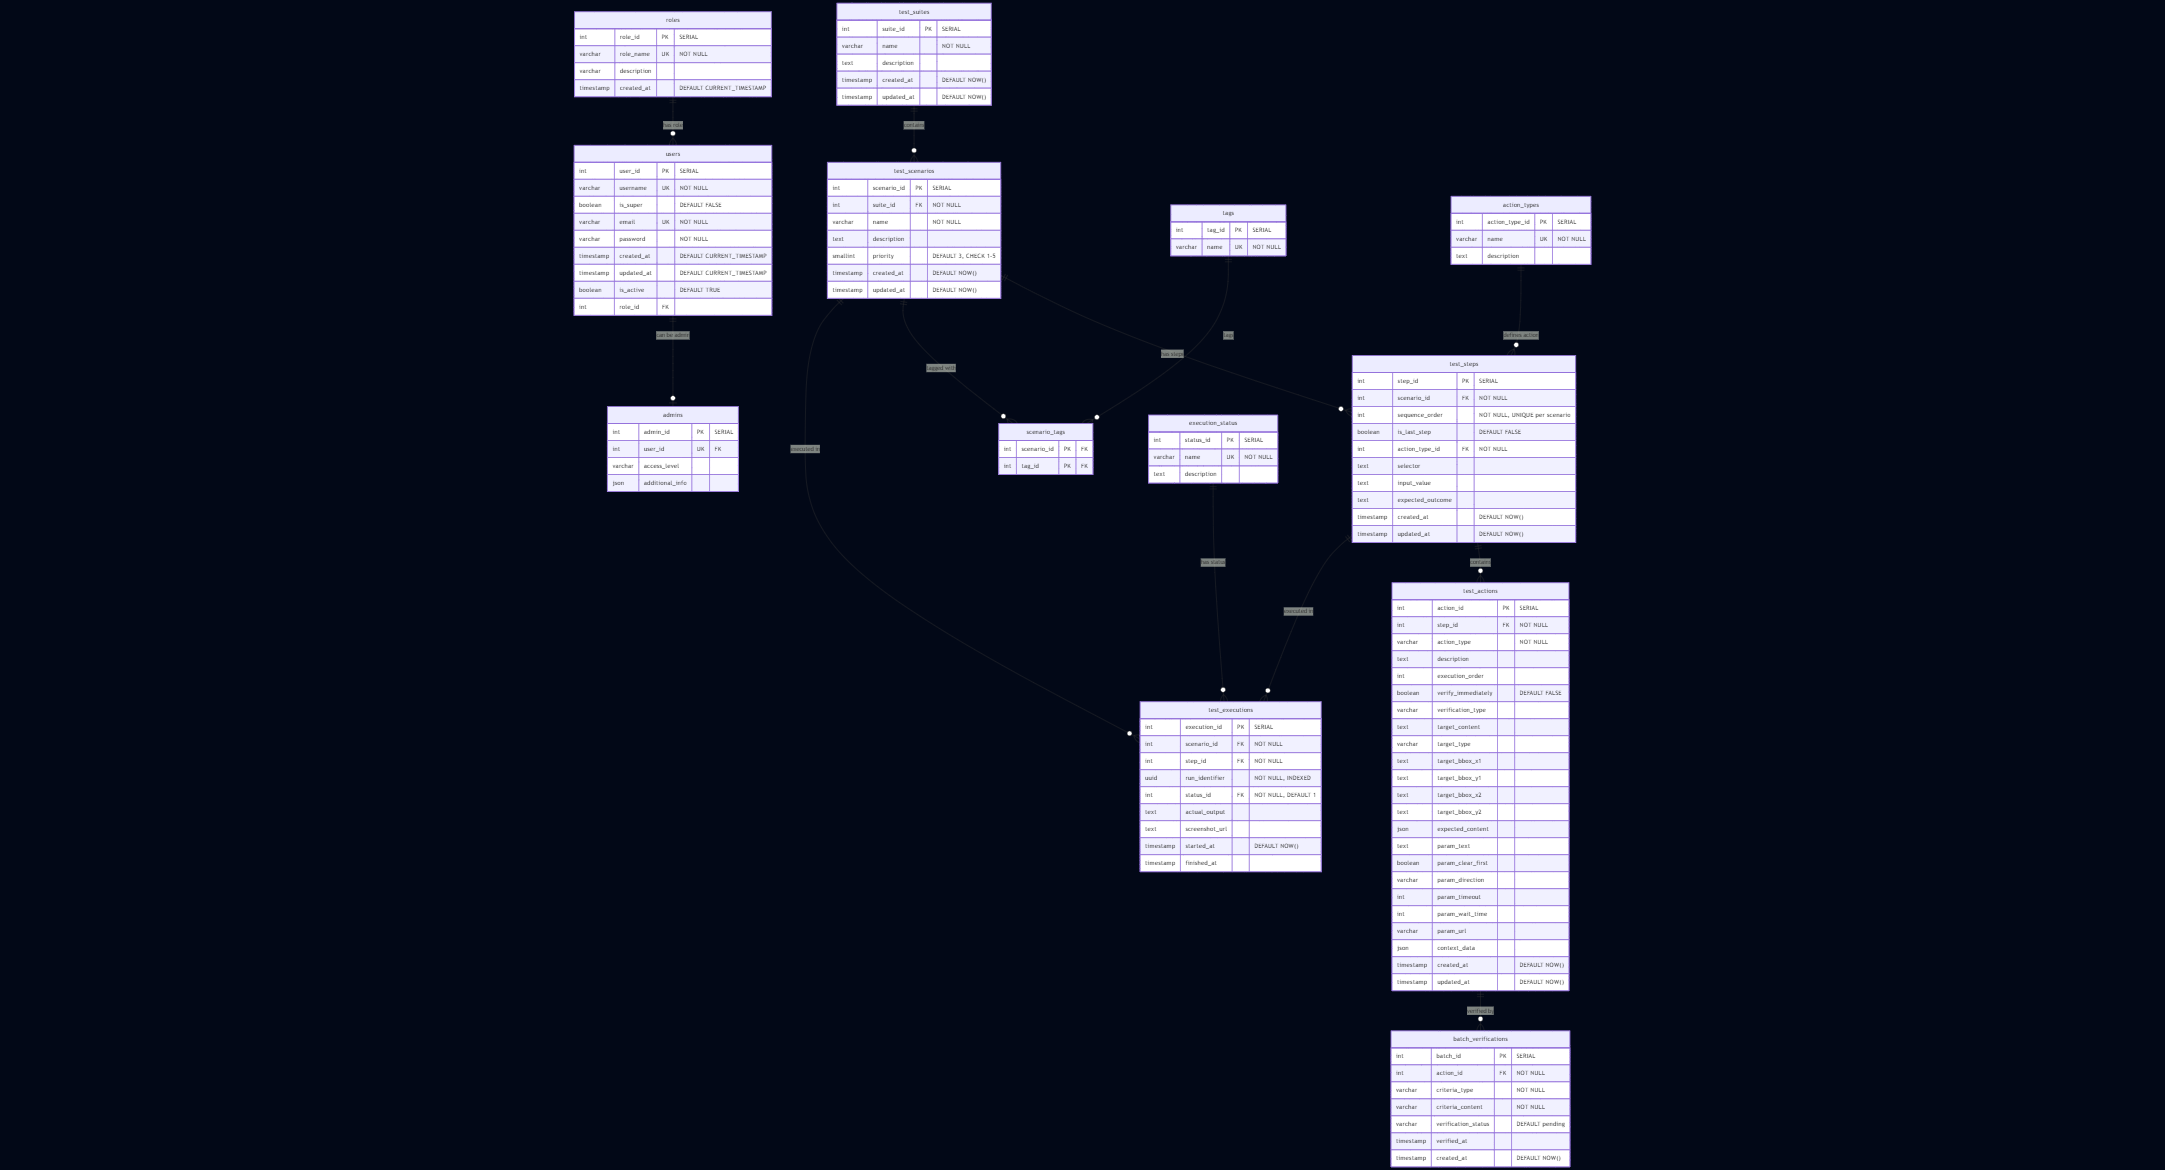 roles
int role_id PK SERIAL
varchar role_name UK NOT NULL
varchar description
timestamp created_at DEFAULT CURRENT_TIMESTAMP
has role
users
int user_id PK SERIAL
varchar username UK NOT NULL
boolean is_super DEFAULT FALSE
varchar email UK NOT NULL
varchar password NOT NULL
timestamp created_at DEFAULT CURRENT_TIMESTAMP
timestamp updated_at DEFAULT CURRENT_TIMESTAMP
boolean is_active DEFAULT TRUE
int role_id FK
can be admin
admins
int admin_id PK SERIAL
int user_id UK FK
varchar access_level
json additional_info
test_suites
int suite_id PK SERIAL
varchar name NOT NULL
text description
timestamp created_at DEFAULT NOW()
timestamp updated_at DEFAULT NOW()
contains
test_scenarios
int scenario_id PK SERIAL
int suite_id FK NOT NULL
varchar name NOT NULL
text description
smallint priority DEFAULT 3, CHECK 1-5
timestamp created_at DEFAULT NOW()
timestamp updated_at DEFAULT NOW()
executed in
tagged with
has steps
tags
int tag_id PK SERIAL
varchar name UK NOT NULL
tags
scenario_tags
int scenario_id PK FK
int tag_id PK FK
execution_status
int status_id PK SERIAL
varchar name UK NOT NULL
text description
has status
action_types
int action_type_id PK SERIAL
varchar name UK NOT NULL
text description
defines action
test_steps
int step_id PK SERIAL
int scenario_id FK NOT NULL
int sequence_order NOT NULL, UNIQUE per scenario
boolean is_last_step DEFAULT FALSE
int action_type_id FK NOT NULL
text selector
text input_value
text expected_outcome
timestamp created_at DEFAULT NOW()
timestamp updated_at DEFAULT NOW()
executed in
contains
test_executions
int execution_id PK SERIAL
int scenario_id FK NOT NULL
int step_id FK NOT NULL
uuid run_identifier NOT NULL, INDEXED
int status_id FK NOT NULL, DEFAULT 1
text actual_output
text screenshot_url
timestamp started_at DEFAULT NOW()
timestamp finished_at
test_actions
int action_id PK SERIAL
int step_id FK NOT NULL
varchar action_type NOT NULL
text description
int execution_order
boolean verify_immediately DEFAULT FALSE
varchar verification_type
text target_content
varchar target_type
text target_bbox_x1
text target_bbox_y1
text target_bbox_x2
text target_bbox_y2
json expected_content
text param_text
boolean param_clear_first
varchar param_direction
int param_timeout
int param_wait_time
varchar param_url
json context_data
timestamp created_at DEFAULT NOW()
timestamp updated_at DEFAULT NOW()
verified by
batch_verifications
int batch_id PK SERIAL
int action_id FK NOT NULL
varchar criteria_type NOT NULL
varchar criteria_content NOT NULL
varchar verification_status DEFAULT pending
timestamp verified_at
timestamp created_at DEFAULT NOW()